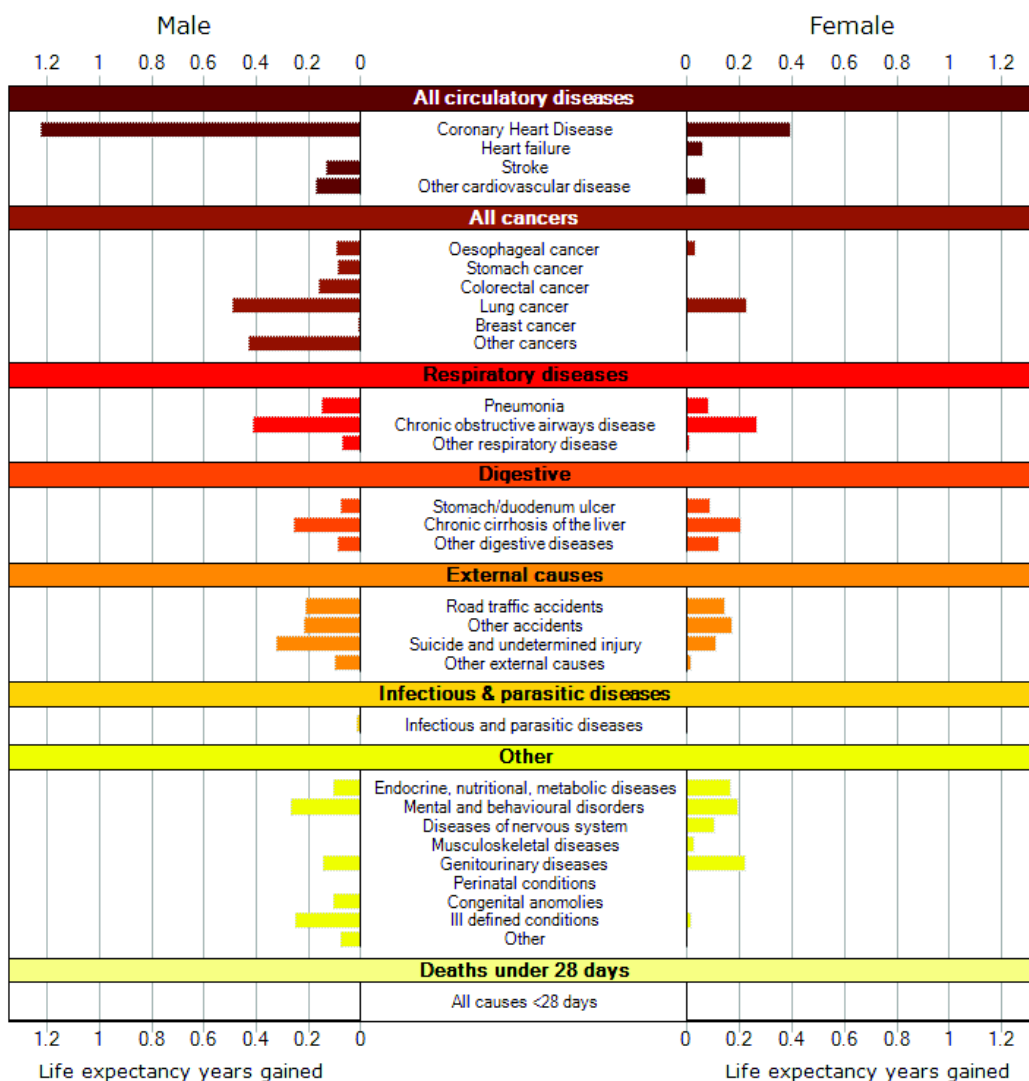 Male Female
1.2 1 0.8 0.6 0.4 0.2 0 0 0.2 0.4 0.6 0.8 1 1.2
All circulatory diseases
Coronary Heart Disease
Heart failure
Stroke
Other cardiovascular disease
All cancers
Oesophageal cancer
Stomach cancer
Colorectal cancer
Lung cancer
Breast cancer
Other cancers
Respiratory diseases
Pneumonia
Chronic obstructive airways disease
Other respiratory disease
Digestive
Stomach/duodenum ulcer
Chronic cirrhosis of the liver
Other digestive diseases
External causes
Road traffic accidents
Other accidents
Suicide and undetermined injury
Other external causes
Infectious & parasitic diseases
Infectious and parasitic diseases
Other
Endocrine, nutritional, metabolic diseases
Mental and behavioural disorders
Diseases of nervous system
Musculoskeletal diseases
Genitourinary diseases
Perinatal conditions
Congenital anomolies
Ill defined conditions
Other
Deaths under 28 days
All causes <28 days
1.2 1 0.8 0.6 0.4 0.2 0 0 0.2 0.4 0.6 0.8 1 1.2
Life expectancy years gained Life expectancy years gained